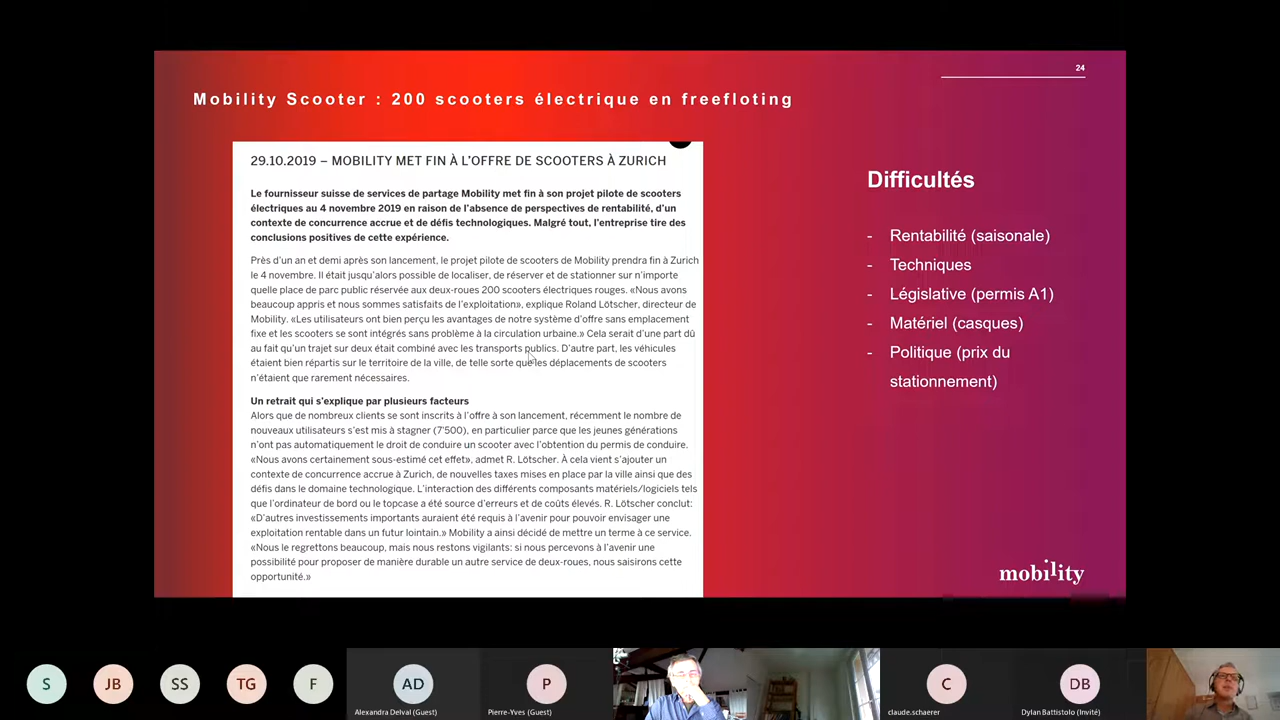 24
Mobility Scooter : 200 scooters électrique en freefloting
29.10.2019 – MOBILITY MET FIN À L'OFFRE DE SCOOTERS À ZURICH
Le fournisseur suisse de services de partage Mobility met fin à son projet pilote de scooters
électriques au 4 novembre 2019 en raison de l'absence de perspectives de rentabilité, d'un
contexte de concurrence accrue et de défis technologiques. Malgré tout, l'entreprise tire des
conclusions positives de cette expérience.
Près d'un an et demi après son lancement, le projet pilote de scooters de Mobility prendra fin à Zurich
le 4 novembre. Il était jusqu'alors possible de localiser, de réserver et de stationner sur n'importe
quelle place de parc public réservée aux deux-roues 200 scooters électriques rouges. «Nous avons
beaucoup appris et nous sommes satisfaits de l'exploitation», explique Roland Lötscher, directeur de
Mobility. «Les utilisateurs ont bien perçu les avantages de notre système d'offre sans emplacement
fixe et les scooters se sont intégrés sans problème à la circulation urbaine.» Cela serait d'une part dû
au fait qu'un trajet sur deux était combiné avec les transports publics. D'autre part, les véhicules
étaient bien répartis sur le territoire de la ville, de telle sorte que les déplacements de scooters
n'étaient que rarement nécessaires.
Un retrait qui s'explique par plusieurs facteurs
Alors que de nombreux clients se sont inscrits à l'offre à son lancement, récemment le nombre de
nouveaux utilisateurs s'est mis à stagner (7'500), en particulier parce que les jeunes générations
n'ont pas automatiquement le droit de conduire un scooter avec l'obtention du permis de conduire.
«Nous avons certainement sous-estimé cet effet», admet R. Lötscher. À cela vient s'ajouter un
contexte de concurrence accrue à Zurich, de nouvelles taxes mises en place par la ville ainsi que des
défis dans le domaine technologique. L'interaction des différents composants matériels/logiciels tels
que l'ordinateur de bord ou le topcase a été source d'erreurs et de coûts élevés. R. Lötscher conclut:
«D'autres investissements importants auraient été requis à l'avenir pour pouvoir envisager une
exploitation rentable dans un futur lointain.» Mobility a ainsi décidé de mettre un terme à ce service.
«Nous le regrettons beaucoup, mais nous restons vigilants: si nous percevons à l'avenir une
possibilité pour proposer de manière durable un autre service de deux-roues, nous saisirons cette
opportunité.»
Difficultés
- Rentabilité (saisonale)
- Techniques
- Législative (permis A1)
- Matériel (casques)
- Politique (prix du
stationnement)
mobility
S
JB
SS
TG
F
AD
Alexandra Delval (Guest)
P
Pierre-Yves (Guest)
C
claude.schaerer
DB
Dylan Battistolo (Invité)